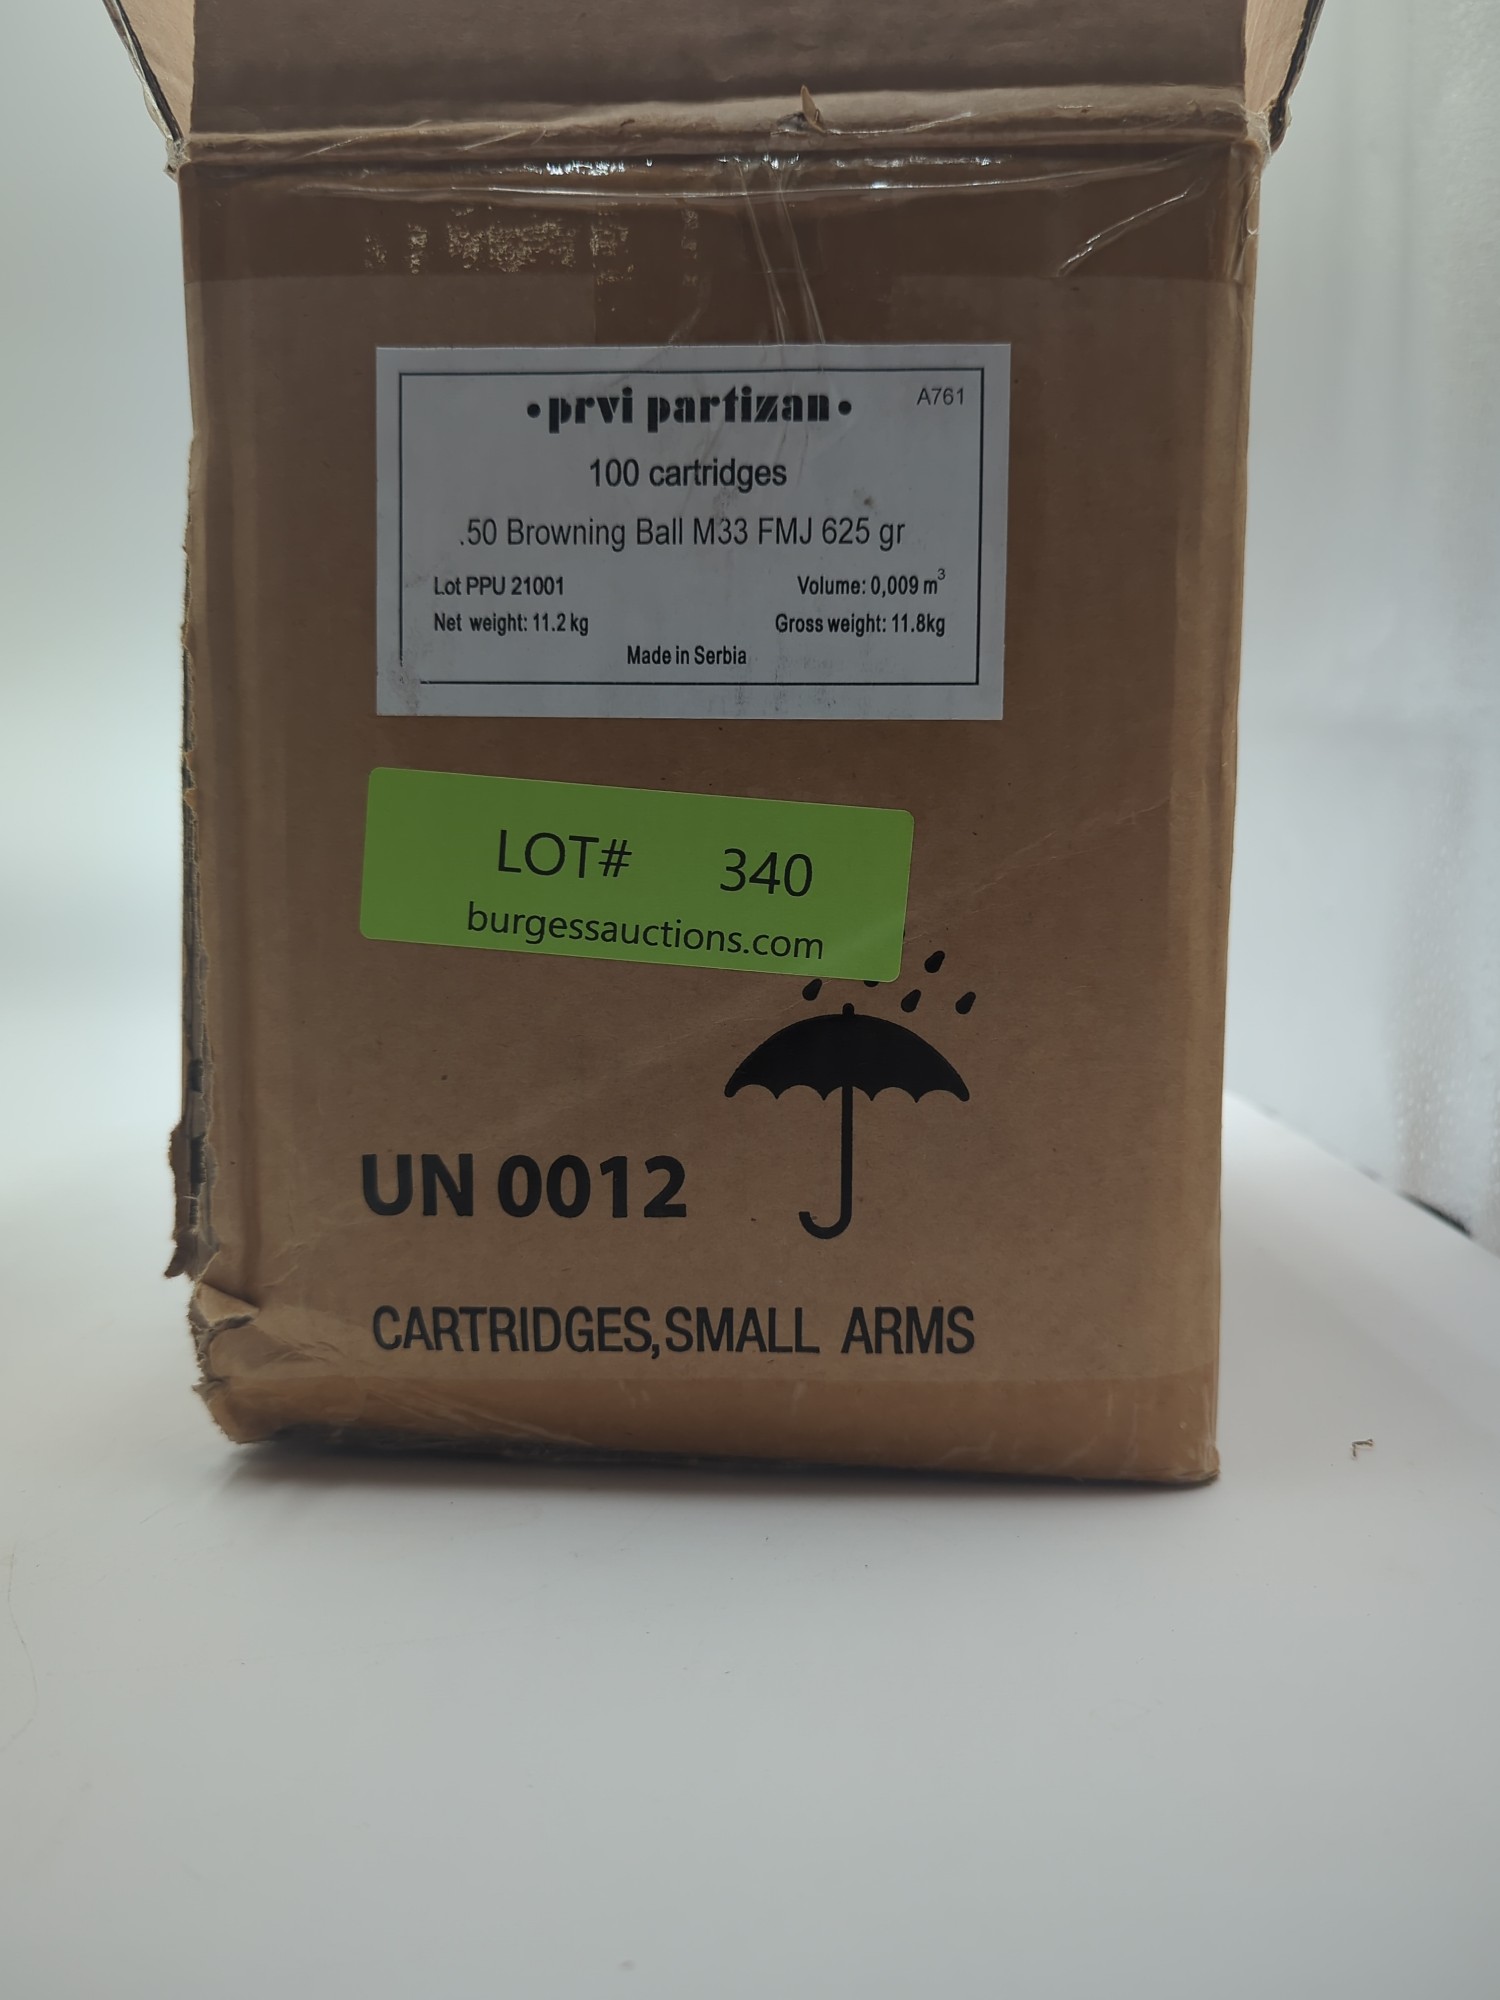 •prvi partizan•
A761
100 cartridges
.50 Browning Ball M33 FMJ 625 gr
Lot PPU 21001
Volume: 0,009 m³
Net weight: 11.2 kg
Gross weight: 11.8kg
Made in Serbia
LOT# 340
burgessauctions.com
UN 0012
CARTRIDGES,SMALL ARMS